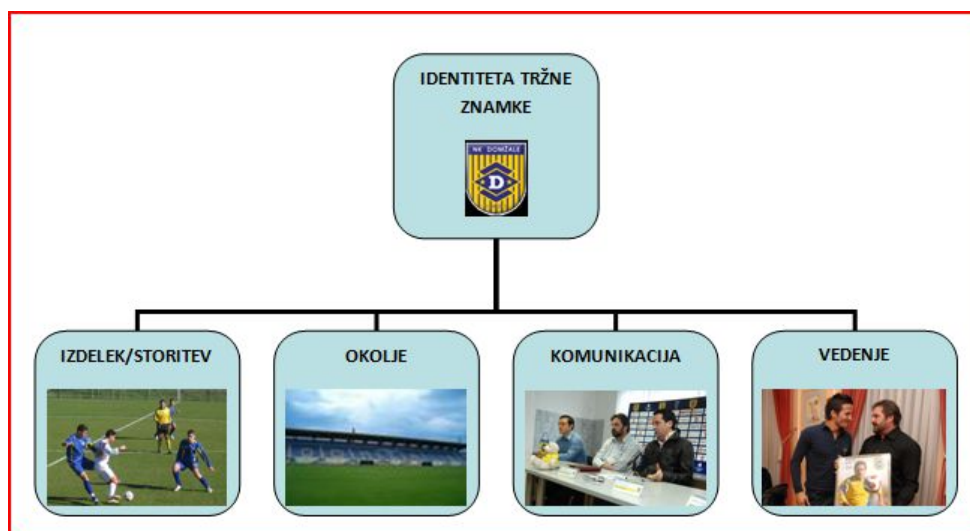 IDENTITETA TRŽNE
ZNAMKE
NK DOMŽALE
D
IZDELEK/STORITEV
OKOLJE
KOMUNIKACIJA
VEDENJE